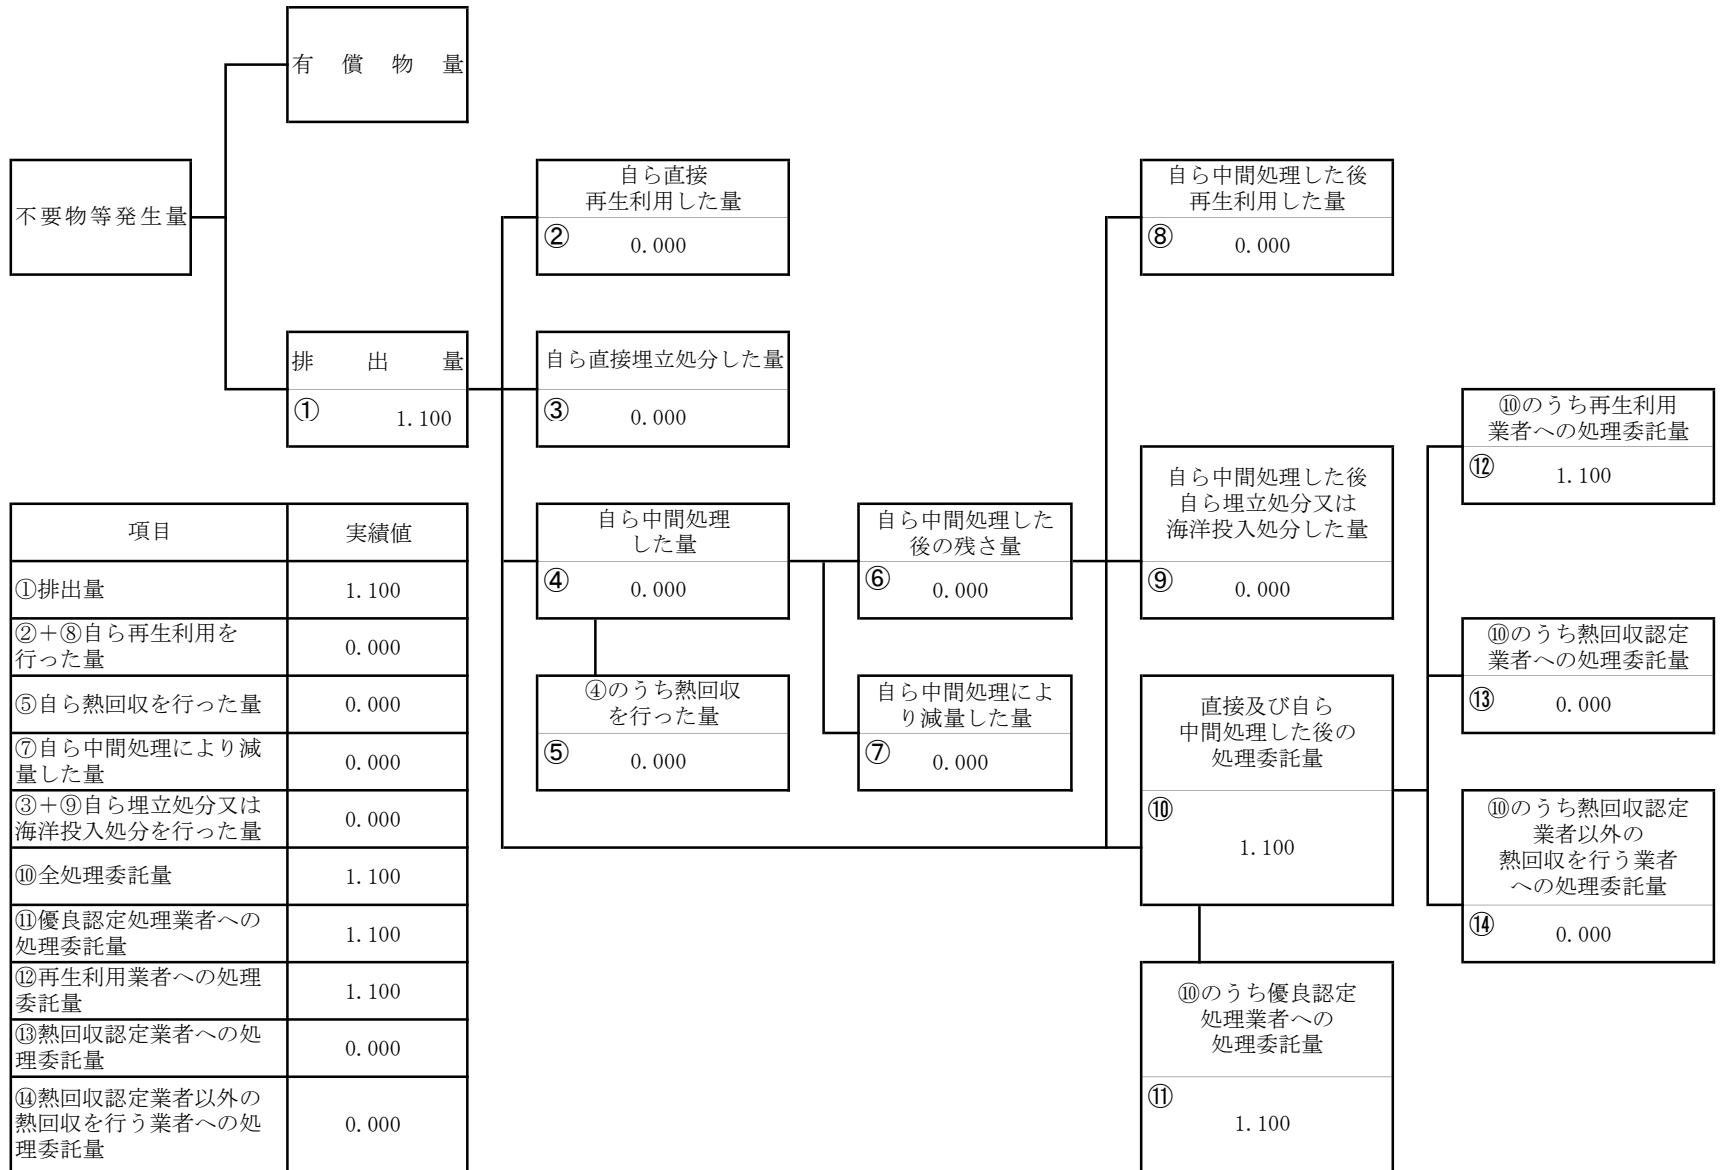 有償物量
不要物等発生量
排出量
①
1.100
自ら直接
再生利用した量
②
0.000
自ら直接埋立処分した量
③
0.000
自ら中間処理
した量
④
0.000
④のうち熱回収
を行った量
⑤
0.000
自ら中間処理した
後の残さ量
⑥
0.000
自ら中間処理によ
り減量した量
⑦
0.000
自ら中間処理した後
再生利用した量
⑧
0.000
自ら中間処理した後
自ら埋立処分又は
海洋投入処分した量
⑨
0.000
直接及び自ら
中間処理した後の
処理委託量
⑩
1.100
⑩のうち優良認定
処理業者への
処理委託量
⑪
1.100
⑩のうち再生利用
業者への処理委託量
⑫
1.100
⑩のうち熱回収認定
業者への処理委託量
⑬
0.000
⑩のうち熱回収認定
業者以外の
熱回収を行う業者
への処理委託量
⑭
0.000
項目 実績値
①排出量 1.100
②+⑧自ら再生利用を
行った量 0.000
⑤自ら熱回収を行った量 0.000
⑦自ら中間処理により減
量した量 0.000
③+⑨自ら埋立処分又は
海洋投入処分を行った量 0.000
⑩全処理委託量 1.100
⑪優良認定処理業者への
処理委託量 1.100
⑫再生利用業者への処理
委託量 1.100
⑬熱回収認定業者への処
理委託量 0.000
⑭熱回収認定業者以外の
熱回収を行う業者への処
理委託量 0.000